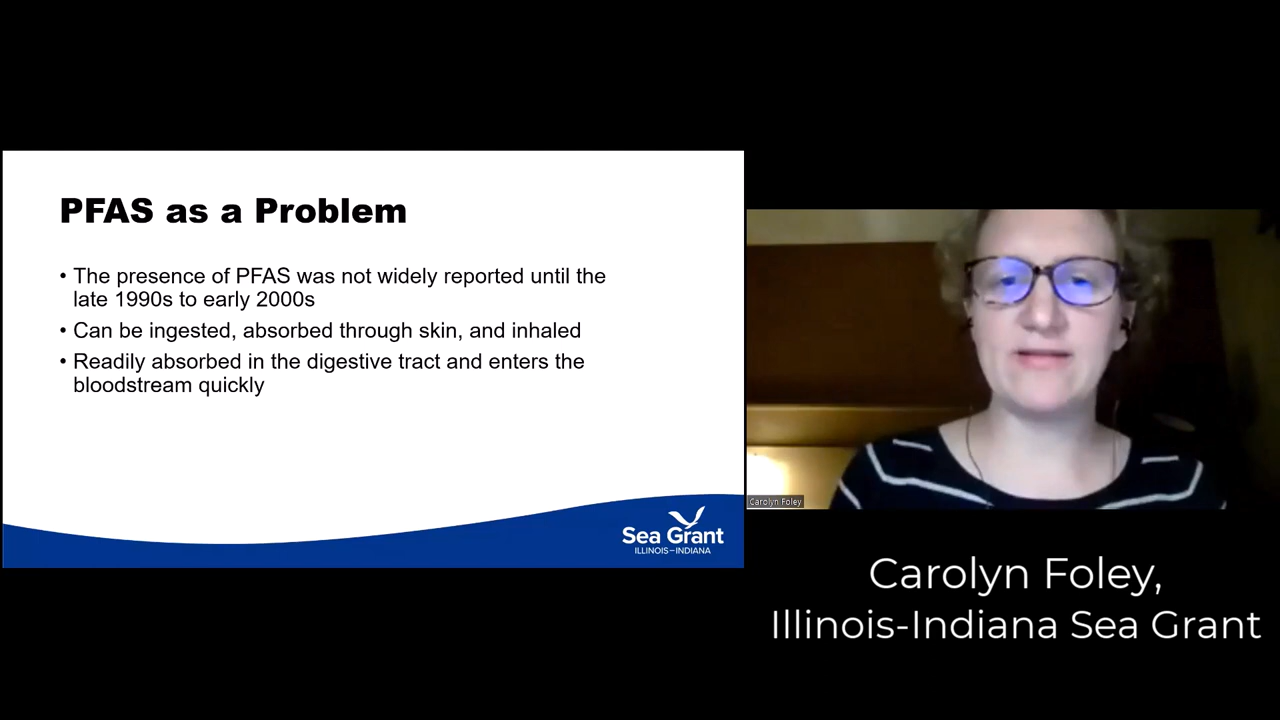 PFAS as a Problem
• The presence of PFAS was not widely reported until the
late 1990s to early 2000s
• Can be ingested, absorbed through skin, and inhaled
• Readily absorbed in the digestive tract and enters the
bloodstream quickly
Sea Grant
ILLINOIS–INDIANA
Carolyn Foley
Carolyn Foley,
Illinois-Indiana Sea Grant